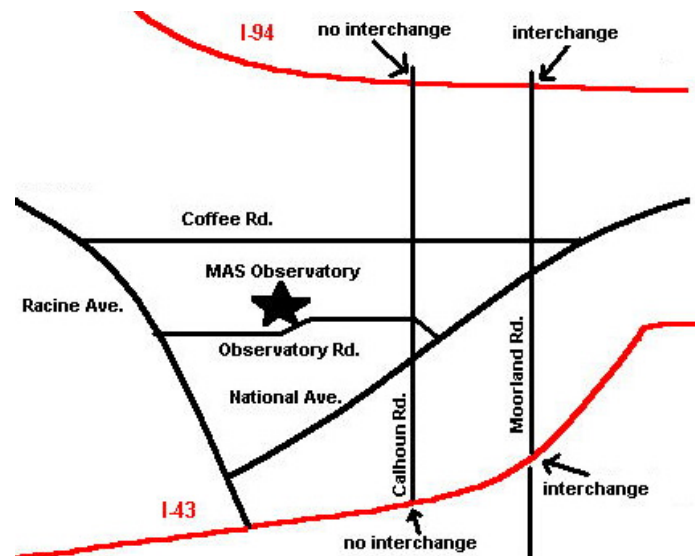 I-94
no interchange
interchange
Coffee Rd.
MAS Observatory
Racine Ave.
Observatory Rd.
National Ave.
Calhoun Rd.
Moorland Rd.
I-43
interchange
no interchange